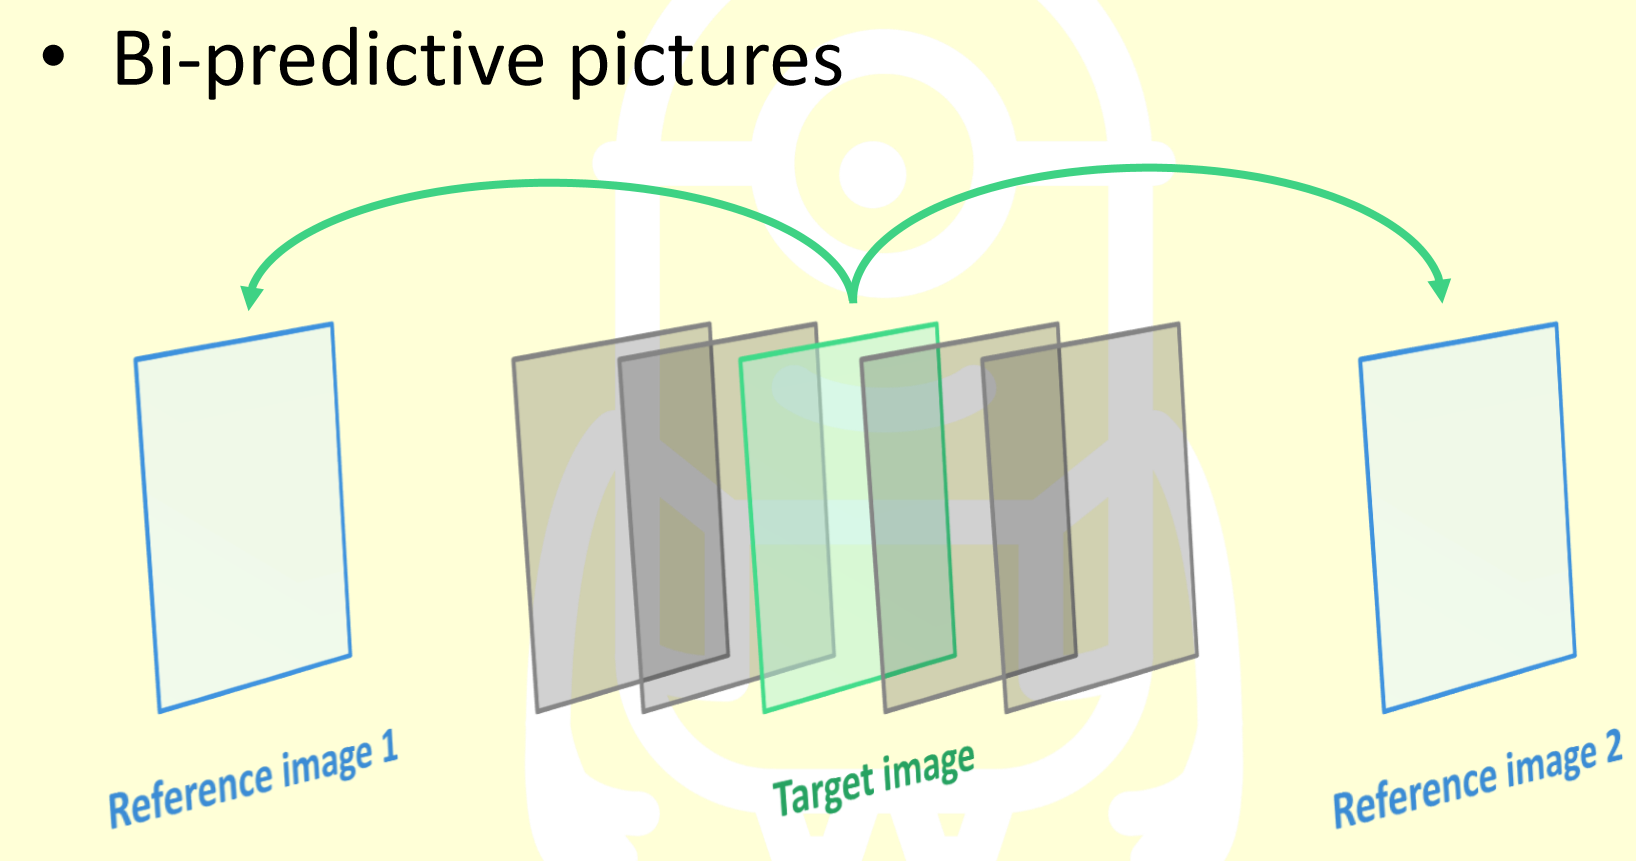 • Bi-predictive pictures
Reference image 1
Target image
Reference image 2